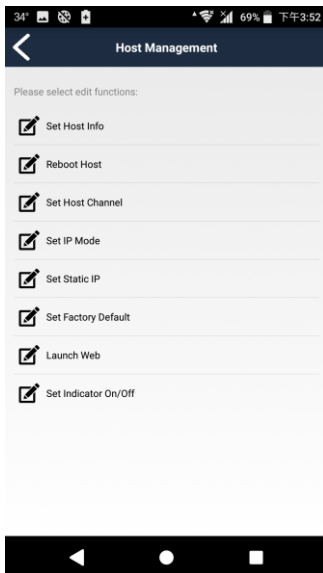 34° 69% 下午3:52
Host Management
Please select edit functions:
Set Host Info
Reboot Host
Set Host Channel
Set IP Mode
Set Static IP
Set Factory Default
Launch Web
Set Indicator On/Off